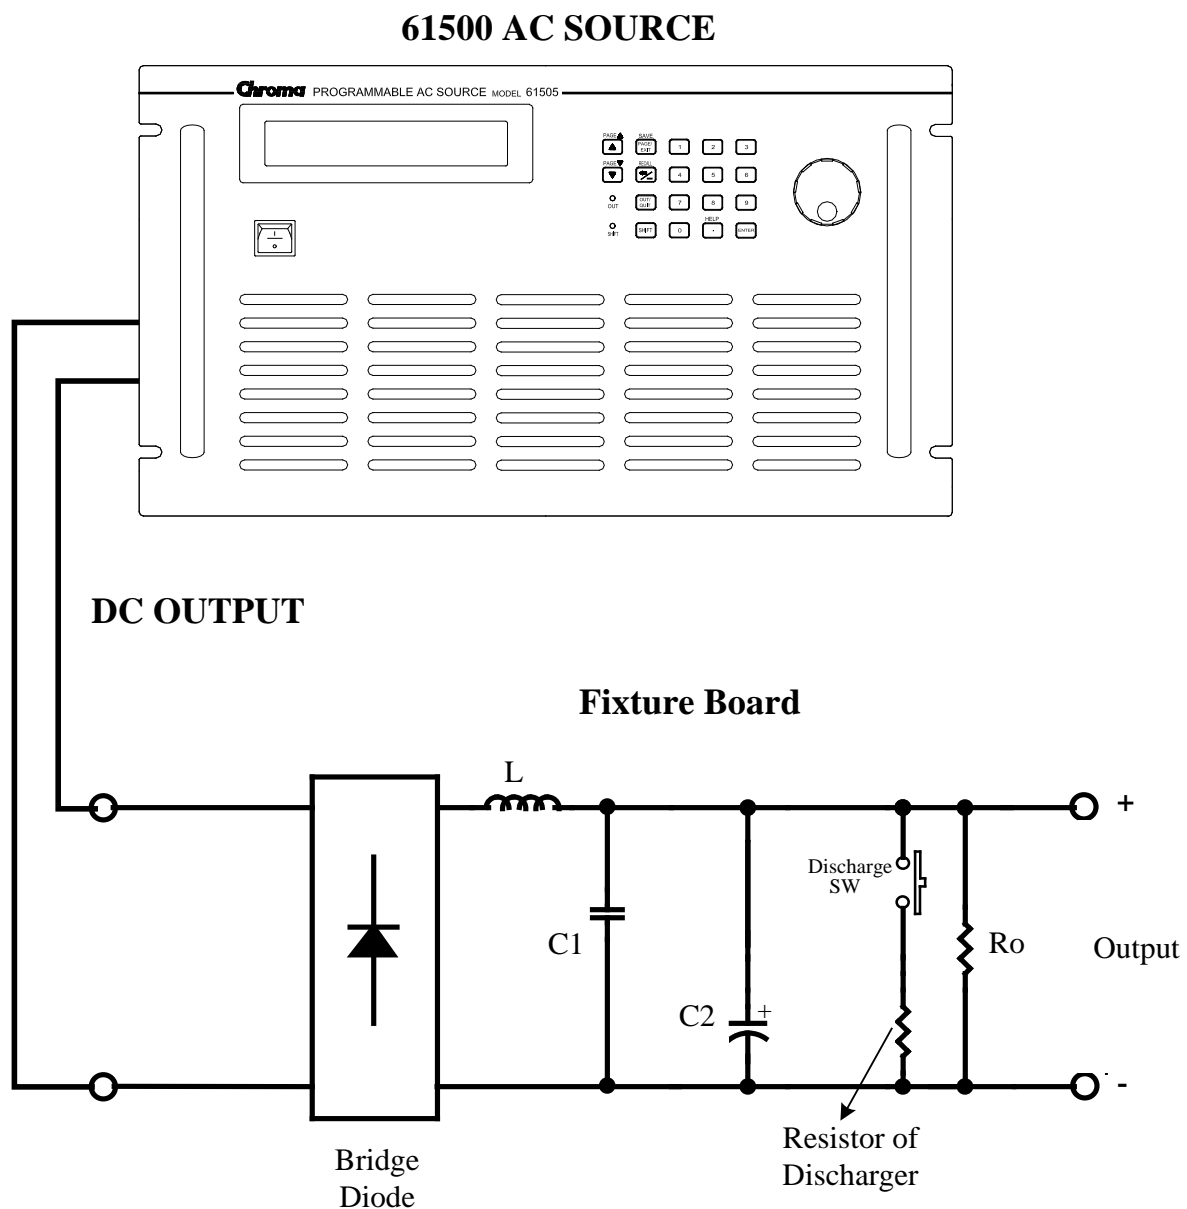 61500 AC SOURCE
Chroma PROGRAMMABLE AC SOURCE MODEL 61505
PAGE SAVE
PAGE/ EXIT 1 2 3
PAGE RECALL
+/- 4 5 6
OUT OUT/ QUIT 7 8 9
HELP
SHIFT SHIFT 0 . ENTER
DC OUTPUT
Fixture Board
L
+
Discharge
SW
C1
Ro
Output
C2
+
-
Resistor of
Discharger
Bridge
Diode